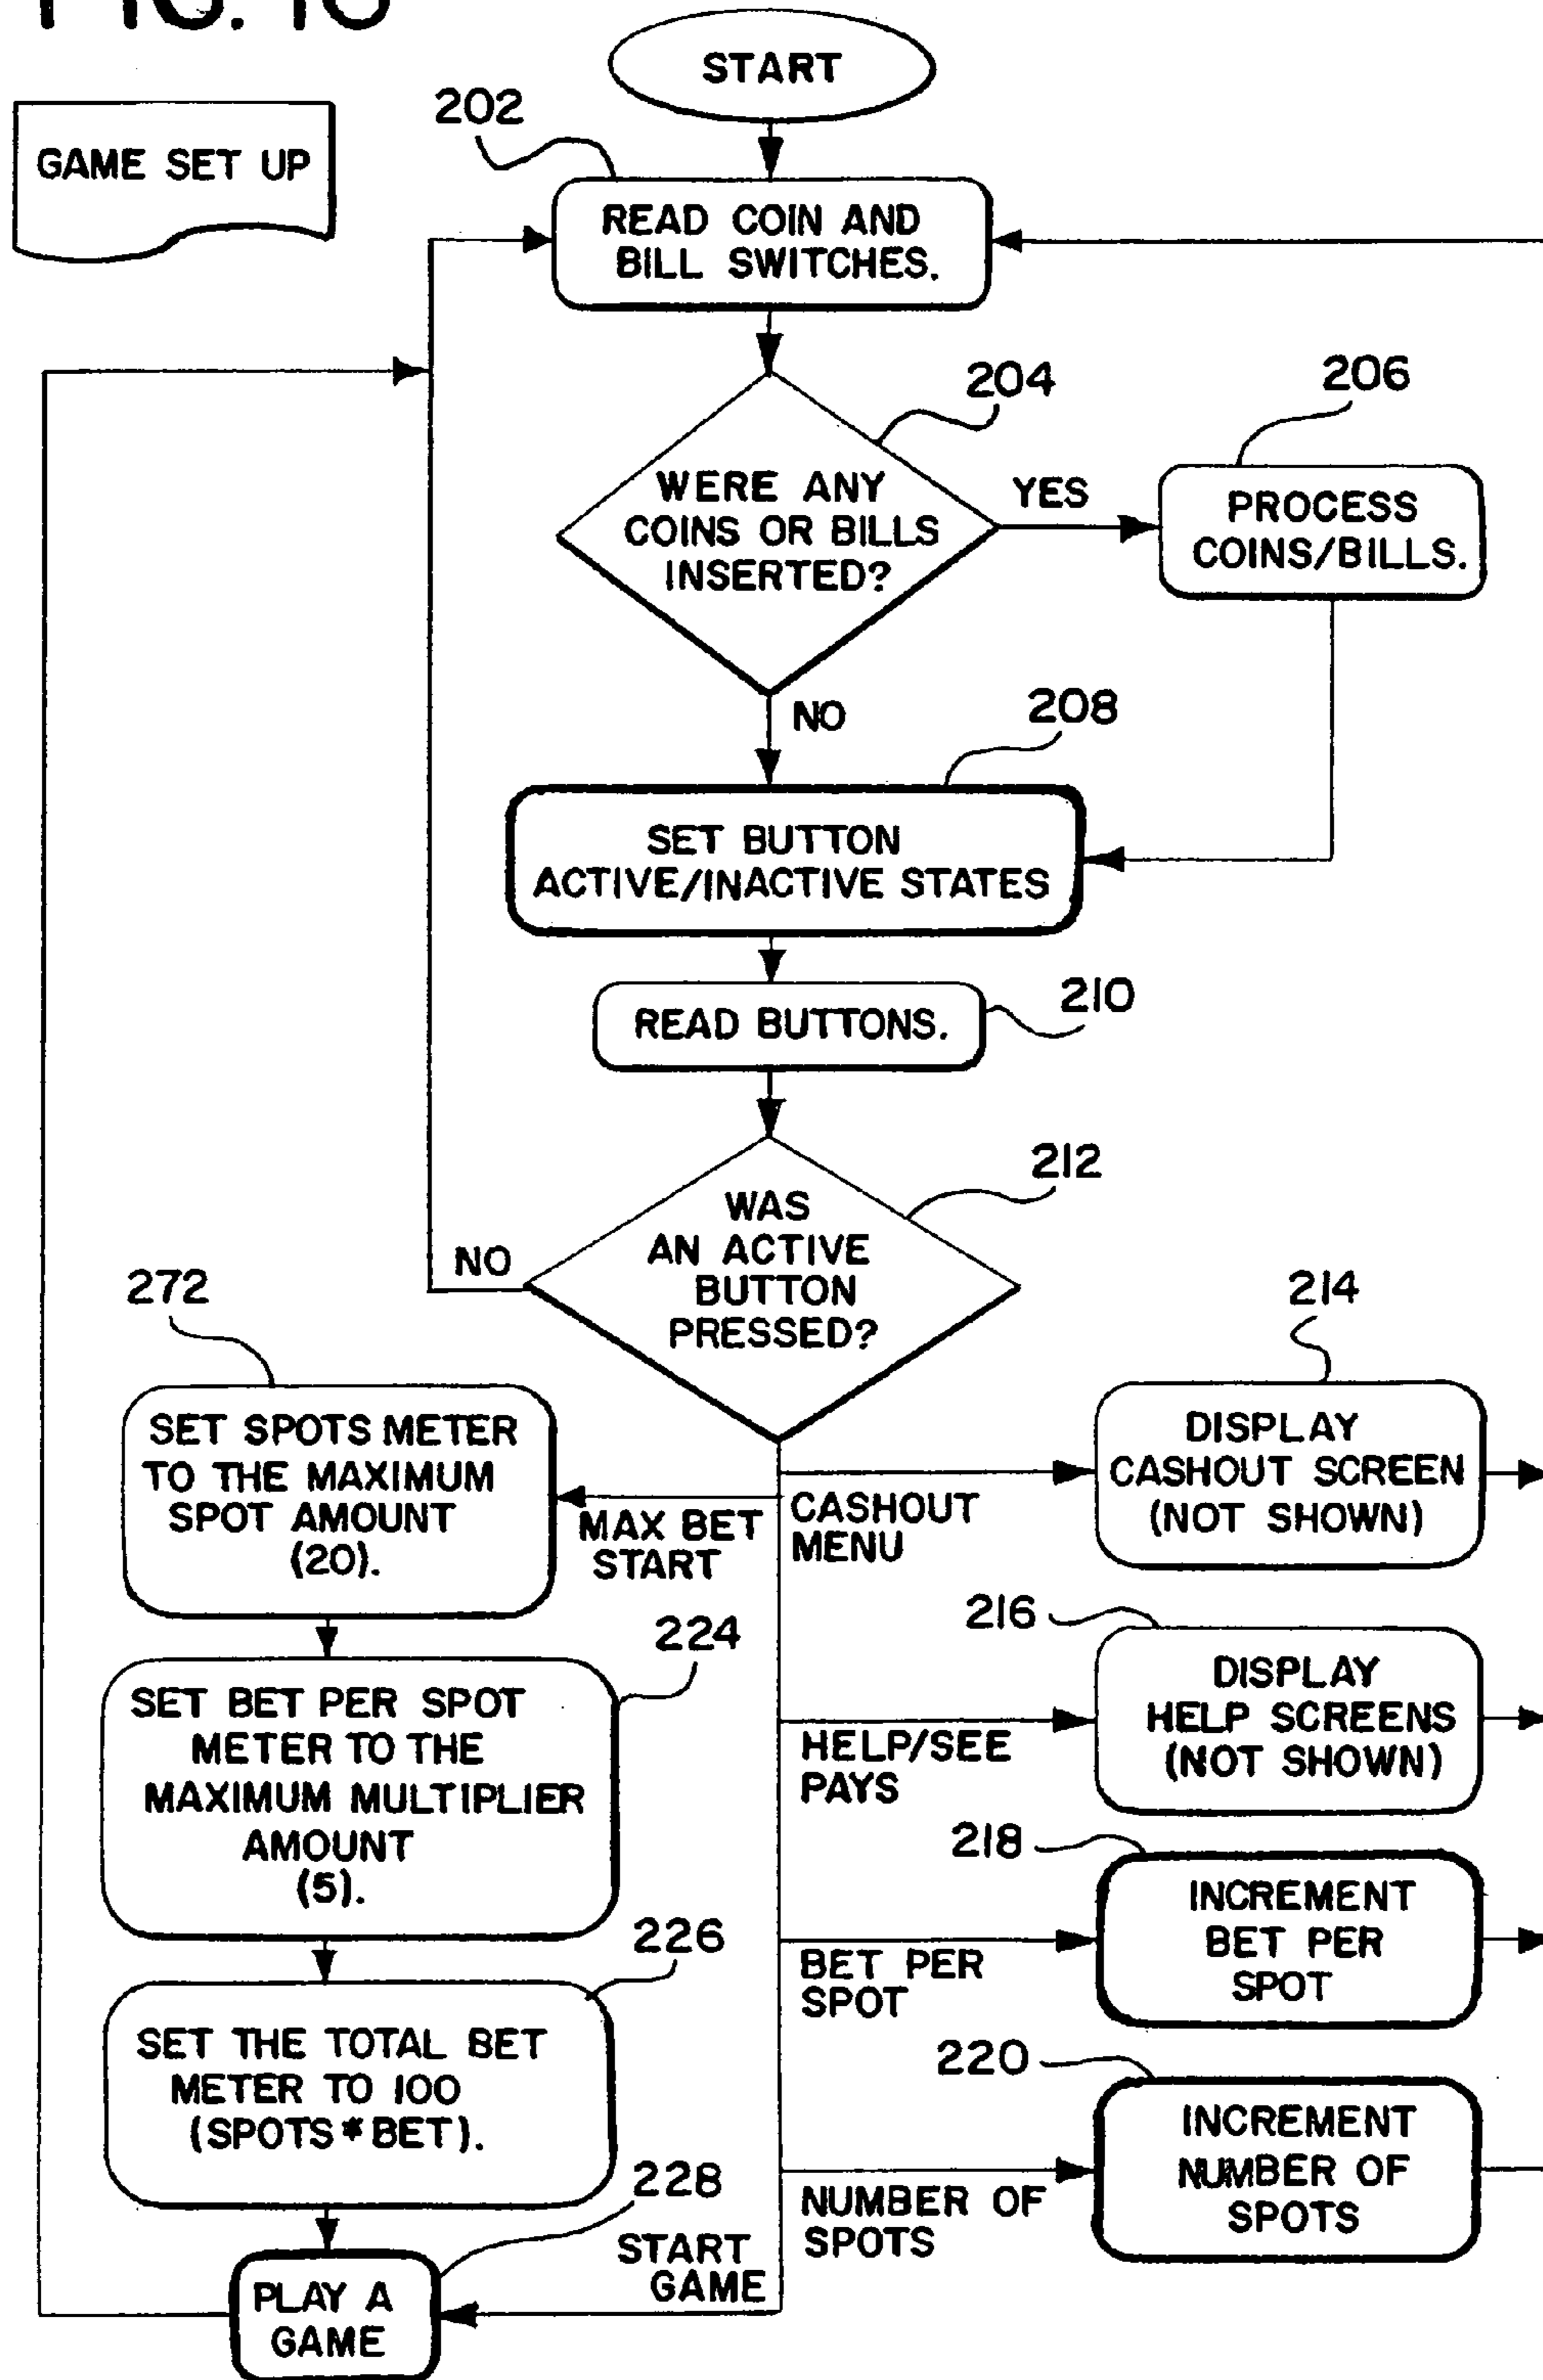 START
202
GAME SET UP
READ COIN AND
BILL SWITCHES.
204
206
WERE ANY
COINS OR BILLS
INSERTED?
YES
PROCESS
COINS/BILLS.
NO
208
SET BUTTON
ACTIVE/INACTIVE STATES
210
READ BUTTONS.
212
WAS
AN ACTIVE
BUTTON
PRESSED?
NO
272
SET SPOTS METER
TO THE MAXIMUM
SPOT AMOUNT
(20).
MAX BET
START
CASHOUT
MENU
214
DISPLAY
CASHOUT SCREEN
(NOT SHOWN)
224
SET BET PER SPOT
METER TO THE
MAXIMUM MULTIPLIER
AMOUNT
(5).
HELP/SEE
PAYS
216
DISPLAY
HELP SCREENS
(NOT SHOWN)
218
INCREMENT
BET PER
SPOT
BET PER
SPOT
226
SET THE TOTAL BET
METER TO 100
(SPOTS*BET).
220
INCREMENT
NUMBER OF
SPOTS
NUMBER OF
SPOTS
228
START
GAME
PLAY A
GAME